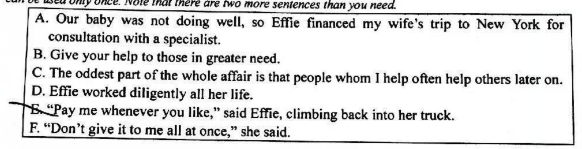 can be used only once. Note that there are two more sentences than you need.
A. Our baby was not doing well, so Effie financed my wife's trip to New York for
consultation with a specialist.
B. Give your help to those in greater need.
C. The oddest part of the whole affair is that people whom I help often help others later on.
D. Effie worked diligently all her life.
E. “Pay me whenever you like,” said Effie, climbing back into her truck.
F. “Don’t give it to me all at once,” she said.